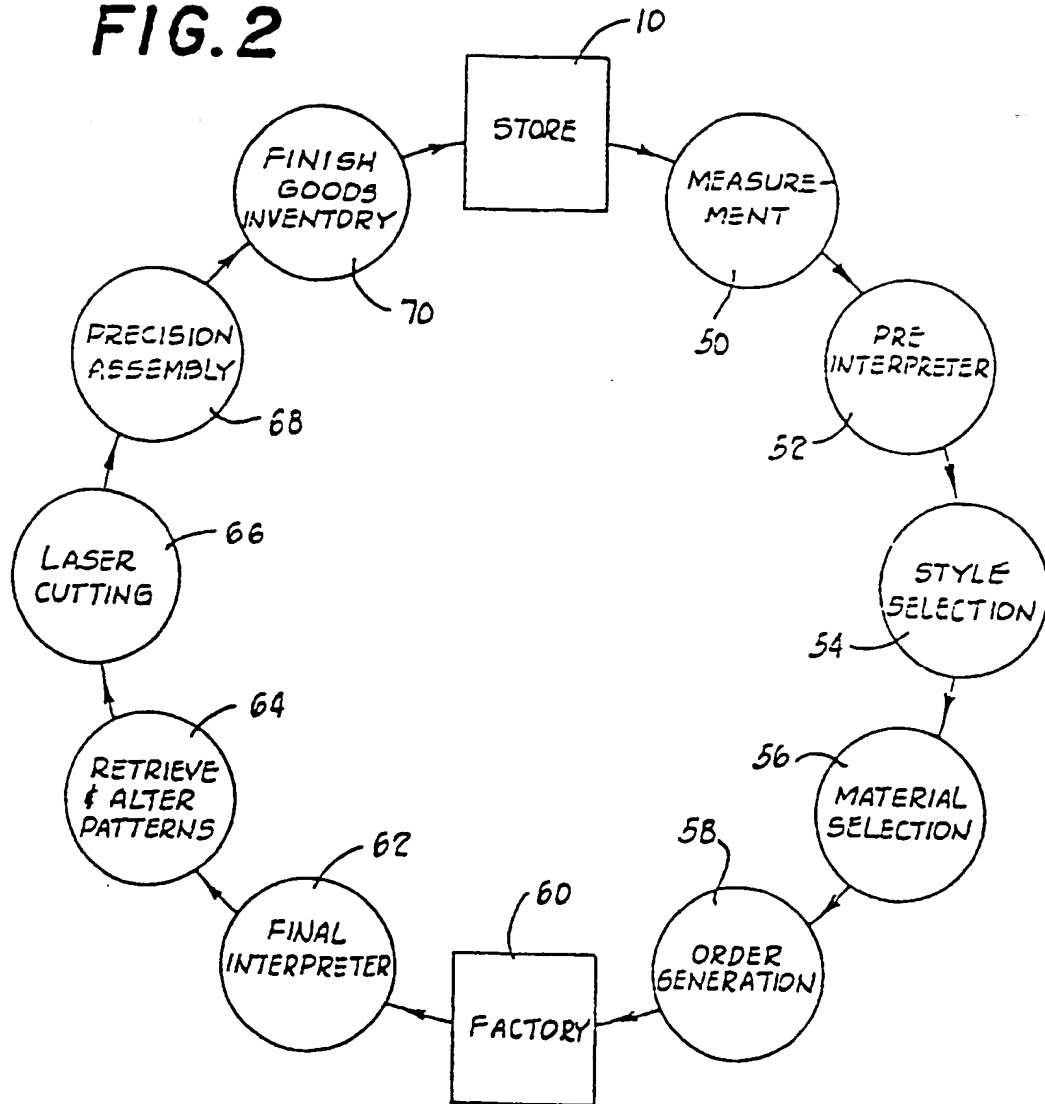 FIG. 2
10
STORE
MEASURE-
MENT
50
PRE
INTERPRETER
52
STYLE
SELECTION
54
56
MATERIAL
SELECTION
58
ORDER
GENERATION
60
FACTORY
62
FINAL
INTERPRETER
64
RETRIEVE
& ALTER
PATTERNS
66
LASER
CUTTING
PRECISION
ASSEMBLY
68
FINISH
GOODS
INVENTORY
70